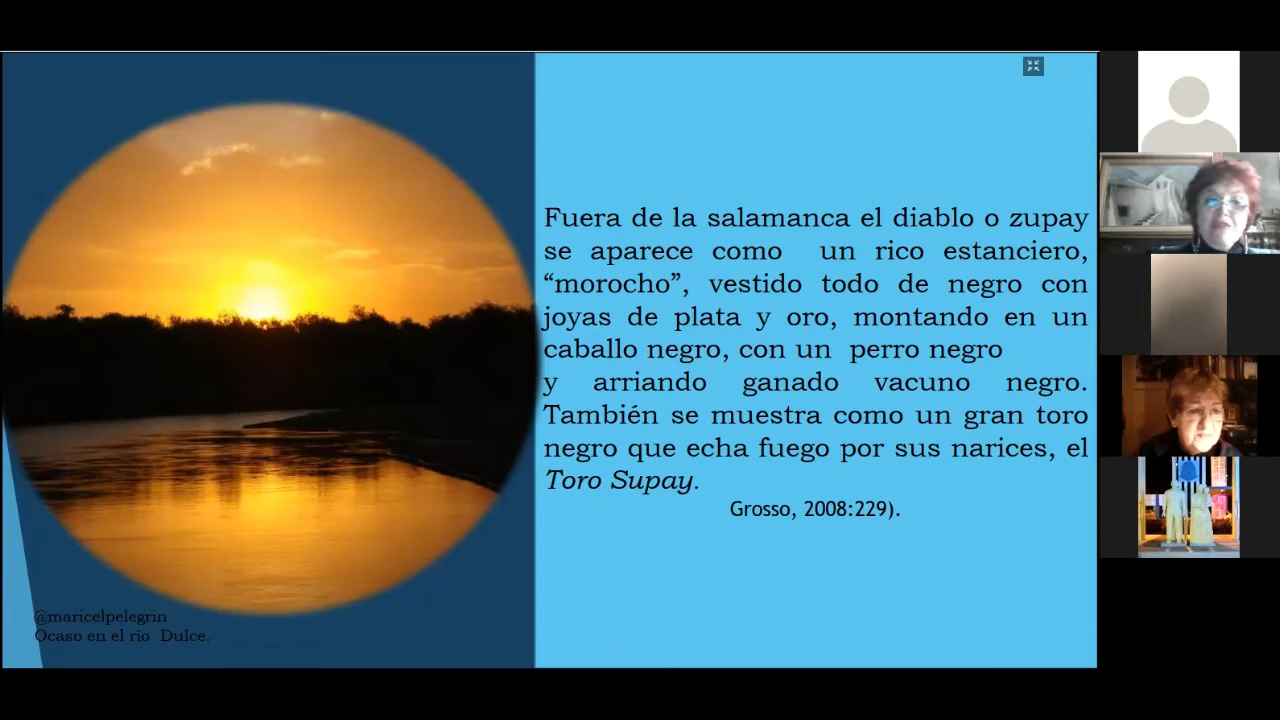 Fuera de la salamanca el diablo o zupay
se aparece como un rico estanciero,
“morocho”, vestido todo de negro con
joyas de plata y oro, montando en un
caballo negro, con un perro negro
y arriando ganado vacuno negro.
También se muestra como un gran toro
negro que echa fuego por sus narices, el
Toro Supay.
Grosso, 2008:229).
@maricelpelegrin
Ocaso en el rio Dulce.